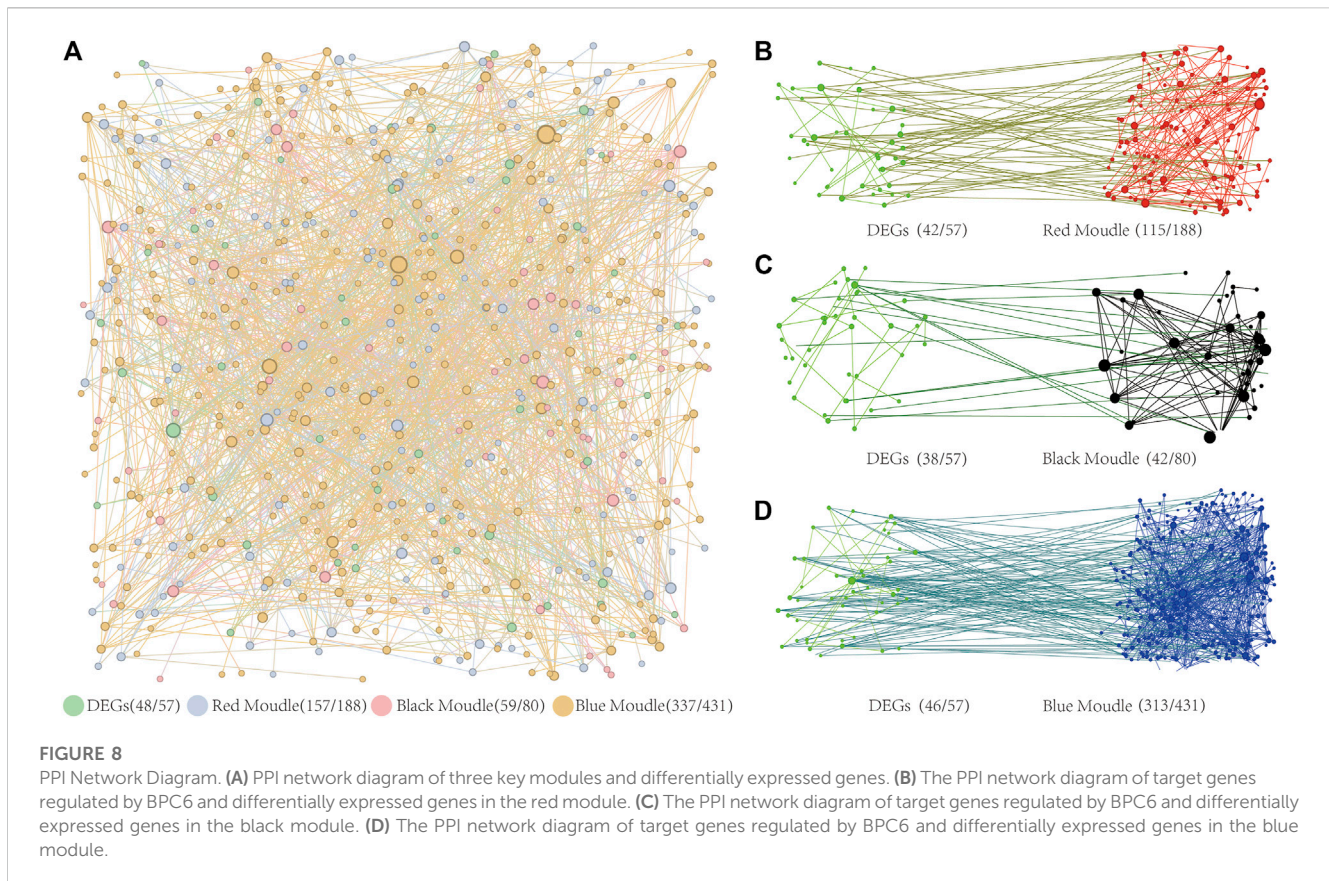 A
B
DEGs (42/57)
Red Moudle (115/188)
C
DEGs (38/57)
Black Moudle (42/80)
D
DEGs (46/57)
Blue Moudle (313/431)
DEGs(48/57)
Red Moudle(157/188)
Black Moudle(59/80)
Blue Moudle(337/431)
FIGURE 8
PPI Network Diagram. (A) PPI network diagram of three key modules and differentially expressed genes. (B) The PPI network diagram of target genes
regulated by BPC6 and differentially expressed genes in the red module. (C) The PPI network diagram of target genes regulated by BPC6 and differentially
expressed genes in the black module. (D) The PPI network diagram of target genes regulated by BPC6 and differentially expressed genes in the blue
module.